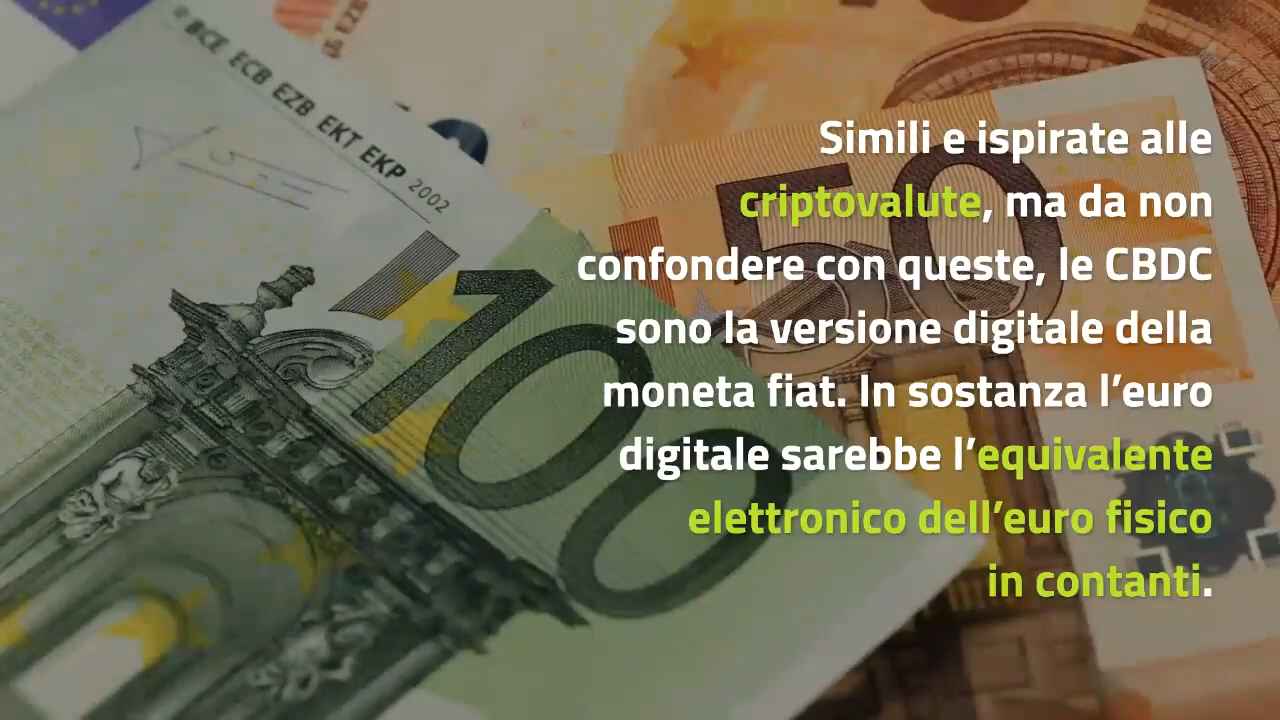 BCE ECB EZB EKT EKP 2002
EZB
100
50
Simili e ispirate alle
criptovalute, ma da non
confondere con queste, le CBDC
sono la versione digitale della
moneta fiat. In sostanza l’euro
digitale sarebbe l’equivalente
elettronico dell’euro fisico
in contanti.